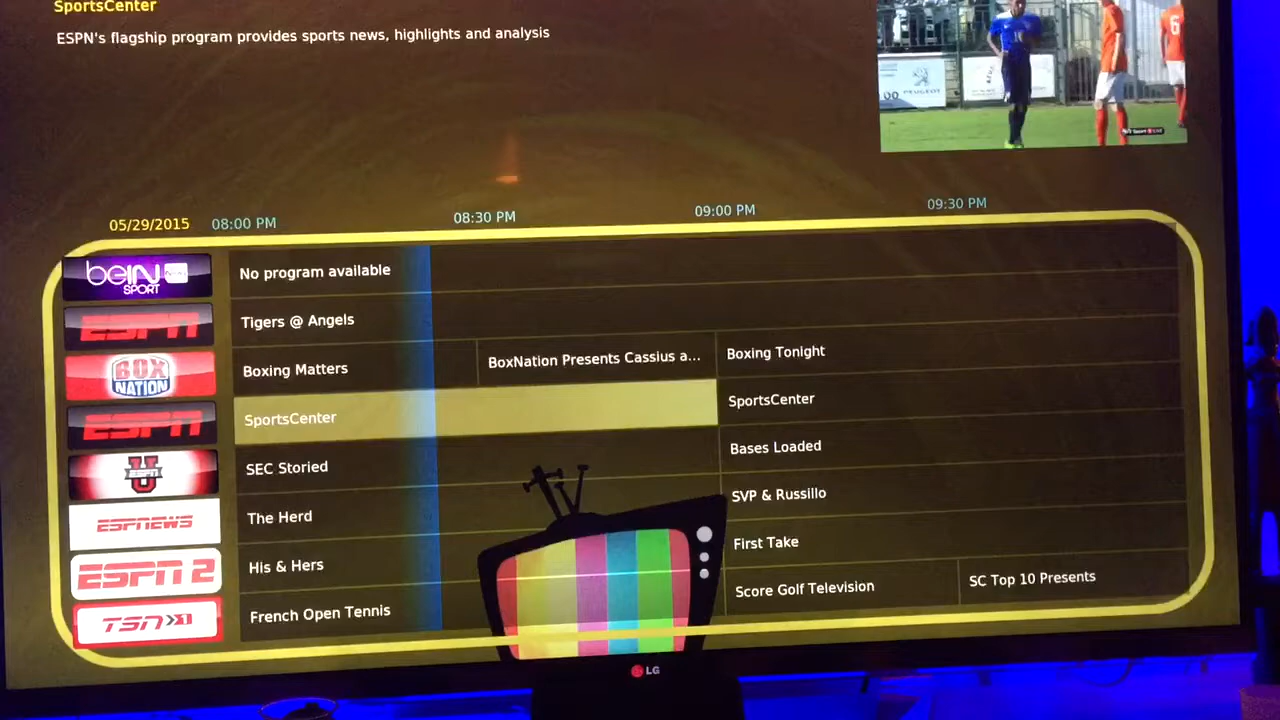 SportsCenter
ESPN's flagship program provides sports news, highlights and analysis
PEUGEOT
6
05/29/2015 08:00 PM 08:30 PM 09:00 PM 09:30 PM
beIN SPORT No program available
ESPN Tigers @ Angels
BOX NATION Boxing Matters BoxNation Presents Cassius a... Boxing Tonight
ESPN SportsCenter SportsCenter
ESPN U SEC Storied Bases Loaded
ESPNEWS The Herd SVP & Russillo
ESPN 2 His & Hers First Take
TSN 1 French Open Tennis Score Golf Television SC Top 10 Presents
LG